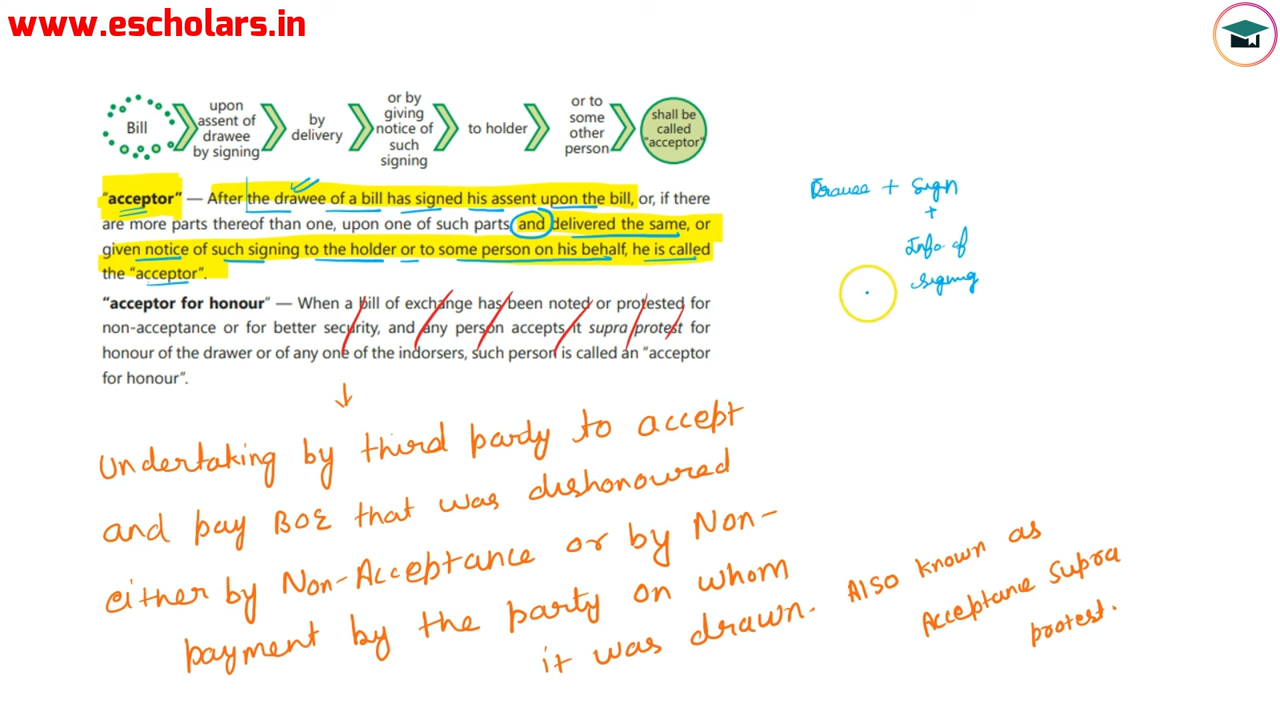 www.escholars.in
Bill
upon
assent of
drawee
by signing
by
delivery
or by
giving
notice of
such
signing
to holder
or to
some
other
person
shall be
called
"acceptor"
"acceptor" — After the drawee of a bill has signed his assent upon the bill, or, if there
are more parts thereof than one, upon one of such parts, and delivered the same, or
given notice of such signing to the holder or to some person on his behalf, he is called
the "acceptor".
"acceptor for honour" — When a bill of exchange has been noted or protested for
non-acceptance or for better security, and any person accepts it supra protest for
honour of the drawer or of any one of the indorsers, such person is called an "acceptor
for honour".
Drawee + Sign
+
Info of
signing
Undertaking by third party to accept
and pay BOE that was dishonoured
either by Non-Acceptance or by Non-
payment by the party on whom
it was drawn.
Also known as
Acceptane Supra
protest.